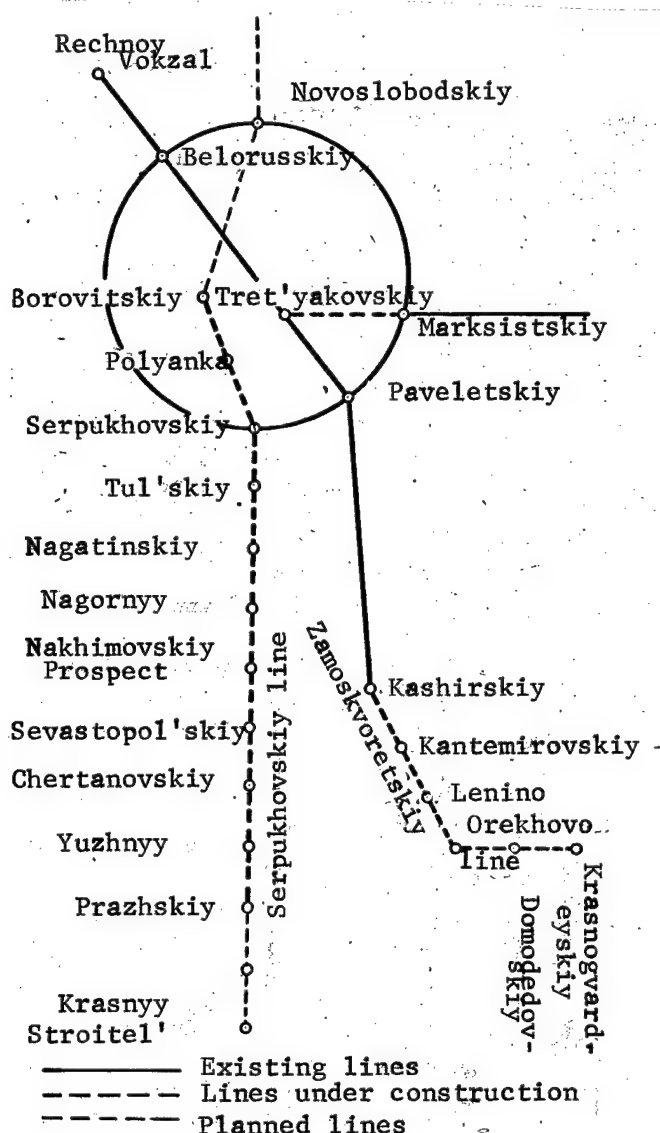 Rechnoy
Vokzal
Novoslobodskiy
Belorusskiy
Borovitskiy
Tret'yakovskiy
Marksistskiy
Polyanka
Paveletskiy
Serpukhovskiy
Tul'skiy
Nagatinskiy
Nagornyy
Nakhimovskiy
Prospect
Sevastopol'skiy
Chertanovskiy
Yuzhnyy
Prazhskiy
Krasnyy
Stroitel'
Serpukhovskiy line
Zamoskvoretskiy
line
Kashirskiy
Kantemirovskiy
Lenino
Orekhovo
Domodedov-
skiy
Krasnogvard-
eyskiy
Existing lines
Lines under construction
Planned lines